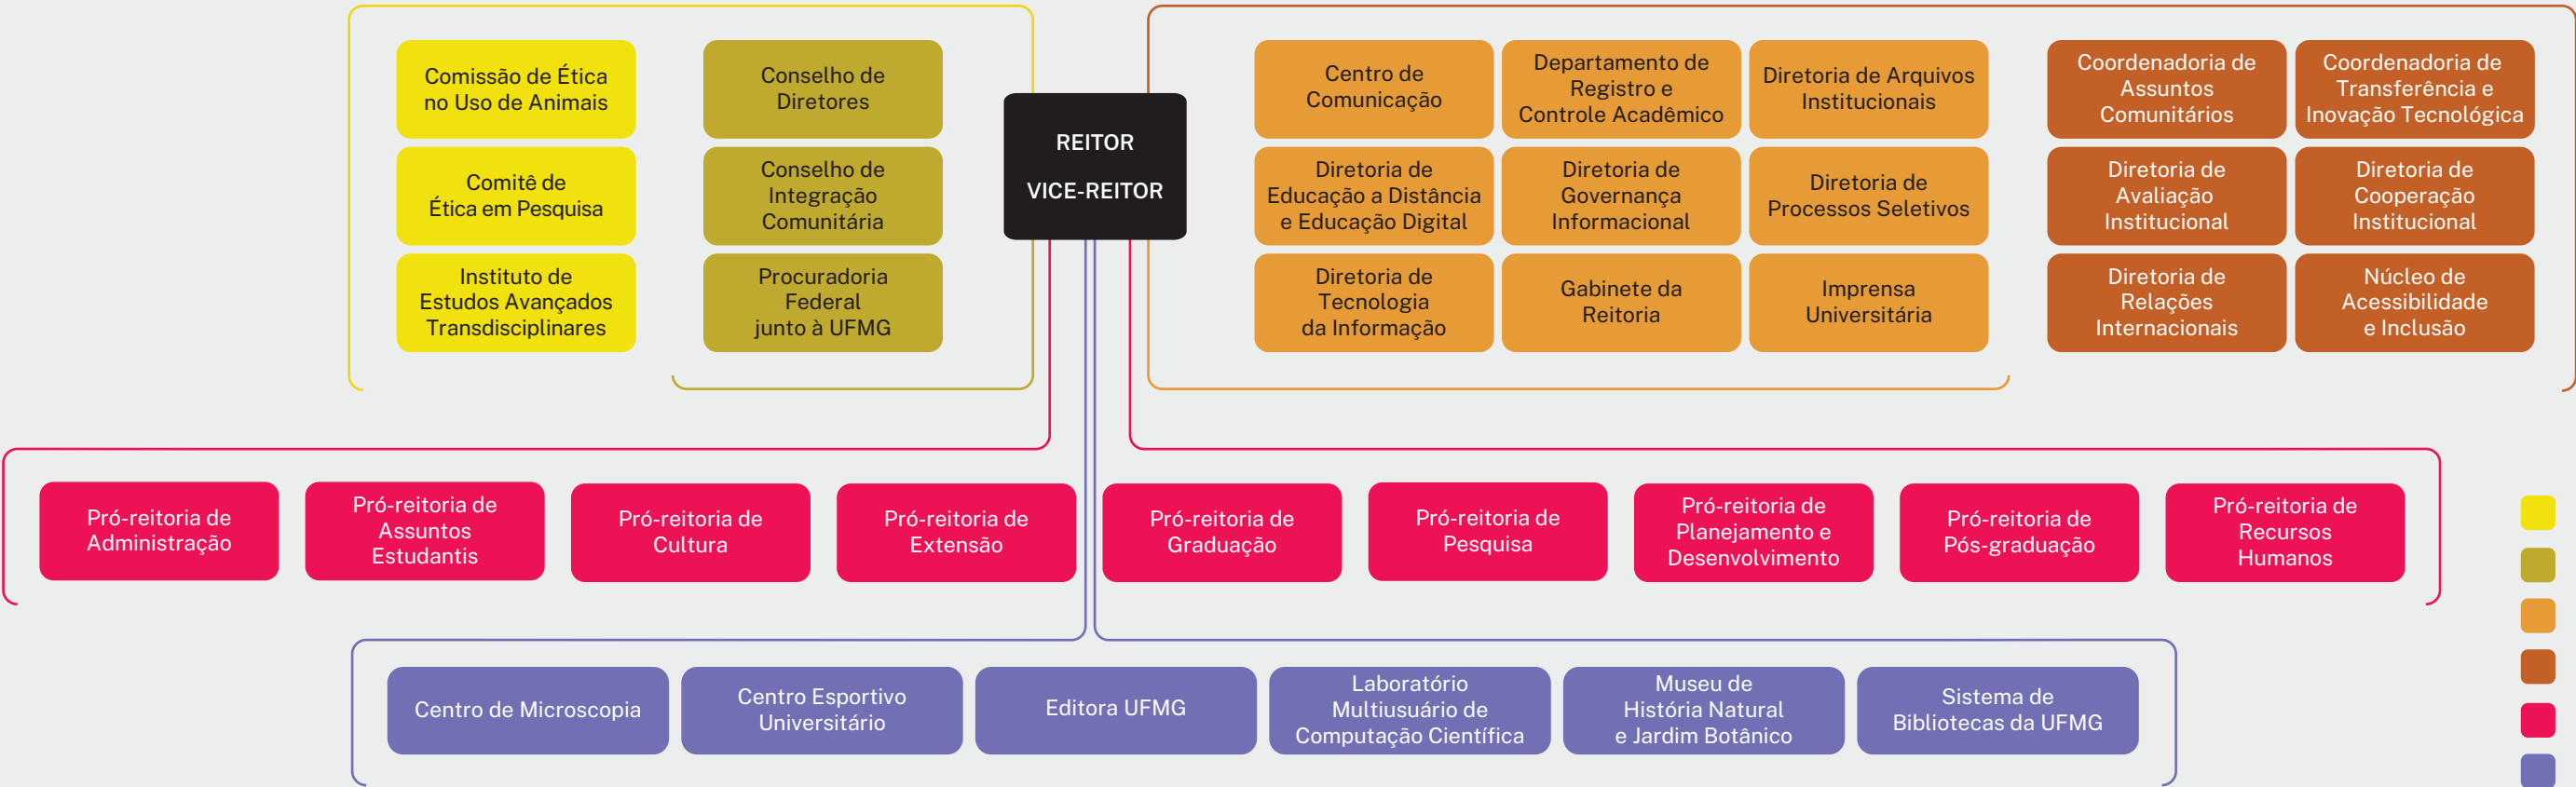 Comissão de Ética
no Uso de Animais
Comitê de
Ética em Pesquisa
Instituto de
Estudos Avançados
Transdisciplinares
Conselho de
Diretores
Conselho de
Integração
Comunitária
Procuradoria
Federal
junto à UFMG
REITOR
VICE-REITOR
Centro de
Comunicação
Departamento de
Registro e
Controle Acadêmico
Diretoria de Arquivos
Institucionais
Diretoria de
Educação a Distância
e Educação Digital
Diretoria de
Governança
Informacional
Diretoria de
Processos Seletivos
Diretoria de
Tecnologia
da Informação
Gabinete da
Reitoria
Imprensa
Universitária
Coordenadoria de
Assuntos
Comunitários
Coordenadoria de
Transferência e
Inovação Tecnológica
Diretoria de
Avaliação
Institucional
Diretoria de
Cooperação
Institucional
Diretoria de
Relações
Internacionais
Núcleo de
Acessibilidade
e Inclusão
Pró-reitoria de
Administração
Pró-reitoria de
Assuntos
Estudantis
Pró-reitoria de
Cultura
Pró-reitoria de
Extensão
Pró-reitoria de
Graduação
Pró-reitoria de
Pesquisa
Pró-reitoria de
Planejamento e
Desenvolvimento
Pró-reitoria de
Pós-graduação
Pró-reitoria de
Recursos
Humanos
Centro de Microscopia
Centro Esportivo
Universitário
Editora UFMG
Laboratório
Multiusuário de
Computação Científica
Museu de
História Natural
e Jardim Botânico
Sistema de
Bibliotecas da UFMG